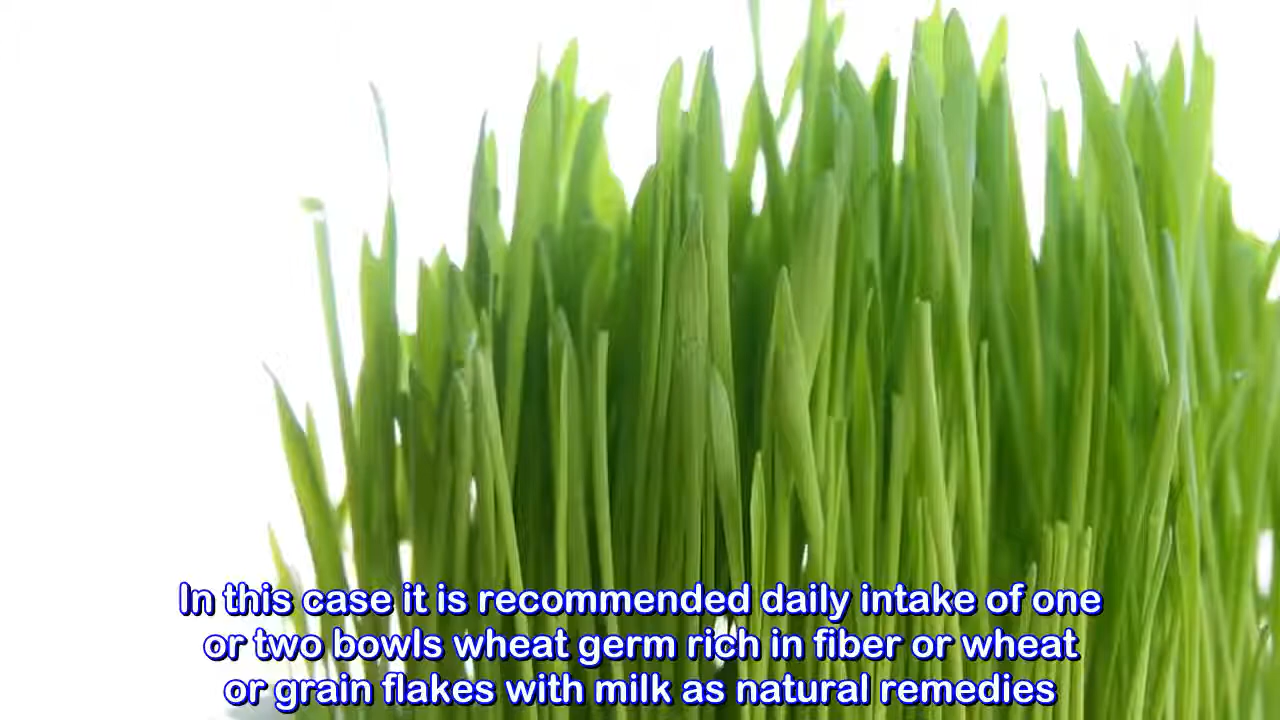 In this case it is recommended daily intake of one
or two bowls wheat germ rich in fiber or wheat
or grain flakes with milk as natural remedies